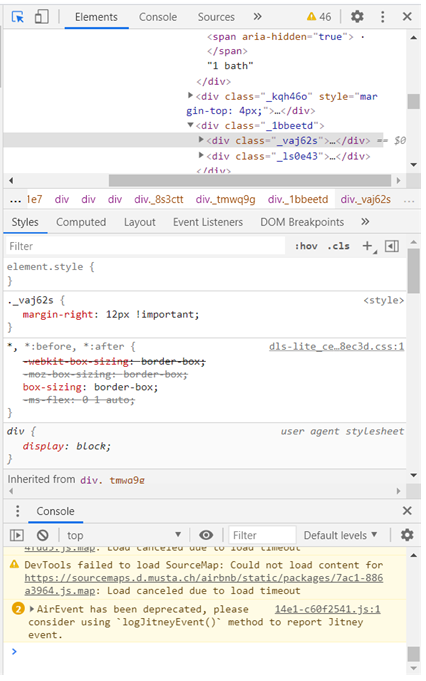 Elements Console Sources » 46
<span aria-hidden="true"> ·
</span>
"1 bath"
</div>
<div class="_kqh46o" style="mar
gin-top: 4px;">…</div>
<div class="_1bbeetd">
<div class="_vaj62s">…</div> == $0
<div class="_ls0e43">…</div>
</div>
... 1e7 div div div._8s3ctt div._tmwq9g div._1bbeetd div._vaj62s ...
Styles Computed Layout Event Listeners DOM Breakpoints »
Filter :hov .cls +
element.style {
}
._vaj62s { <style>
margin-right: 12px !important;
}
*, *:before, *:after { dls-lite_ce…8ec3d.css:1
-webkit-box-sizing: border-box;
-moz-box-sizing: border-box;
box-sizing: border-box;
-ms-flex: 0 1 auto;
}
div { user agent stylesheet
display: block;
}
Inherited from div._tmwq9g
Console
top Filter Default levels
.js.map: Load canceled due to load timeout
DevTools failed to load SourceMap: Could not load content for
https://sourcemaps.d.musta.ch/airbnb/static/packages/7ac1-886
a3964.js.map: Load canceled due to load timeout
2 AirEvent has been deprecated, please 14e1-c60f2541.js:1
consider using `logJitneyEvent()` method to report Jitney
event.
>